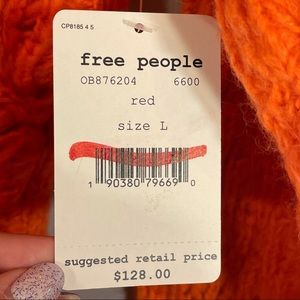 CP8185 4 5
free people
OB876204 6600
red
size L
1 90380 79669 0
suggested retail price
$128.00